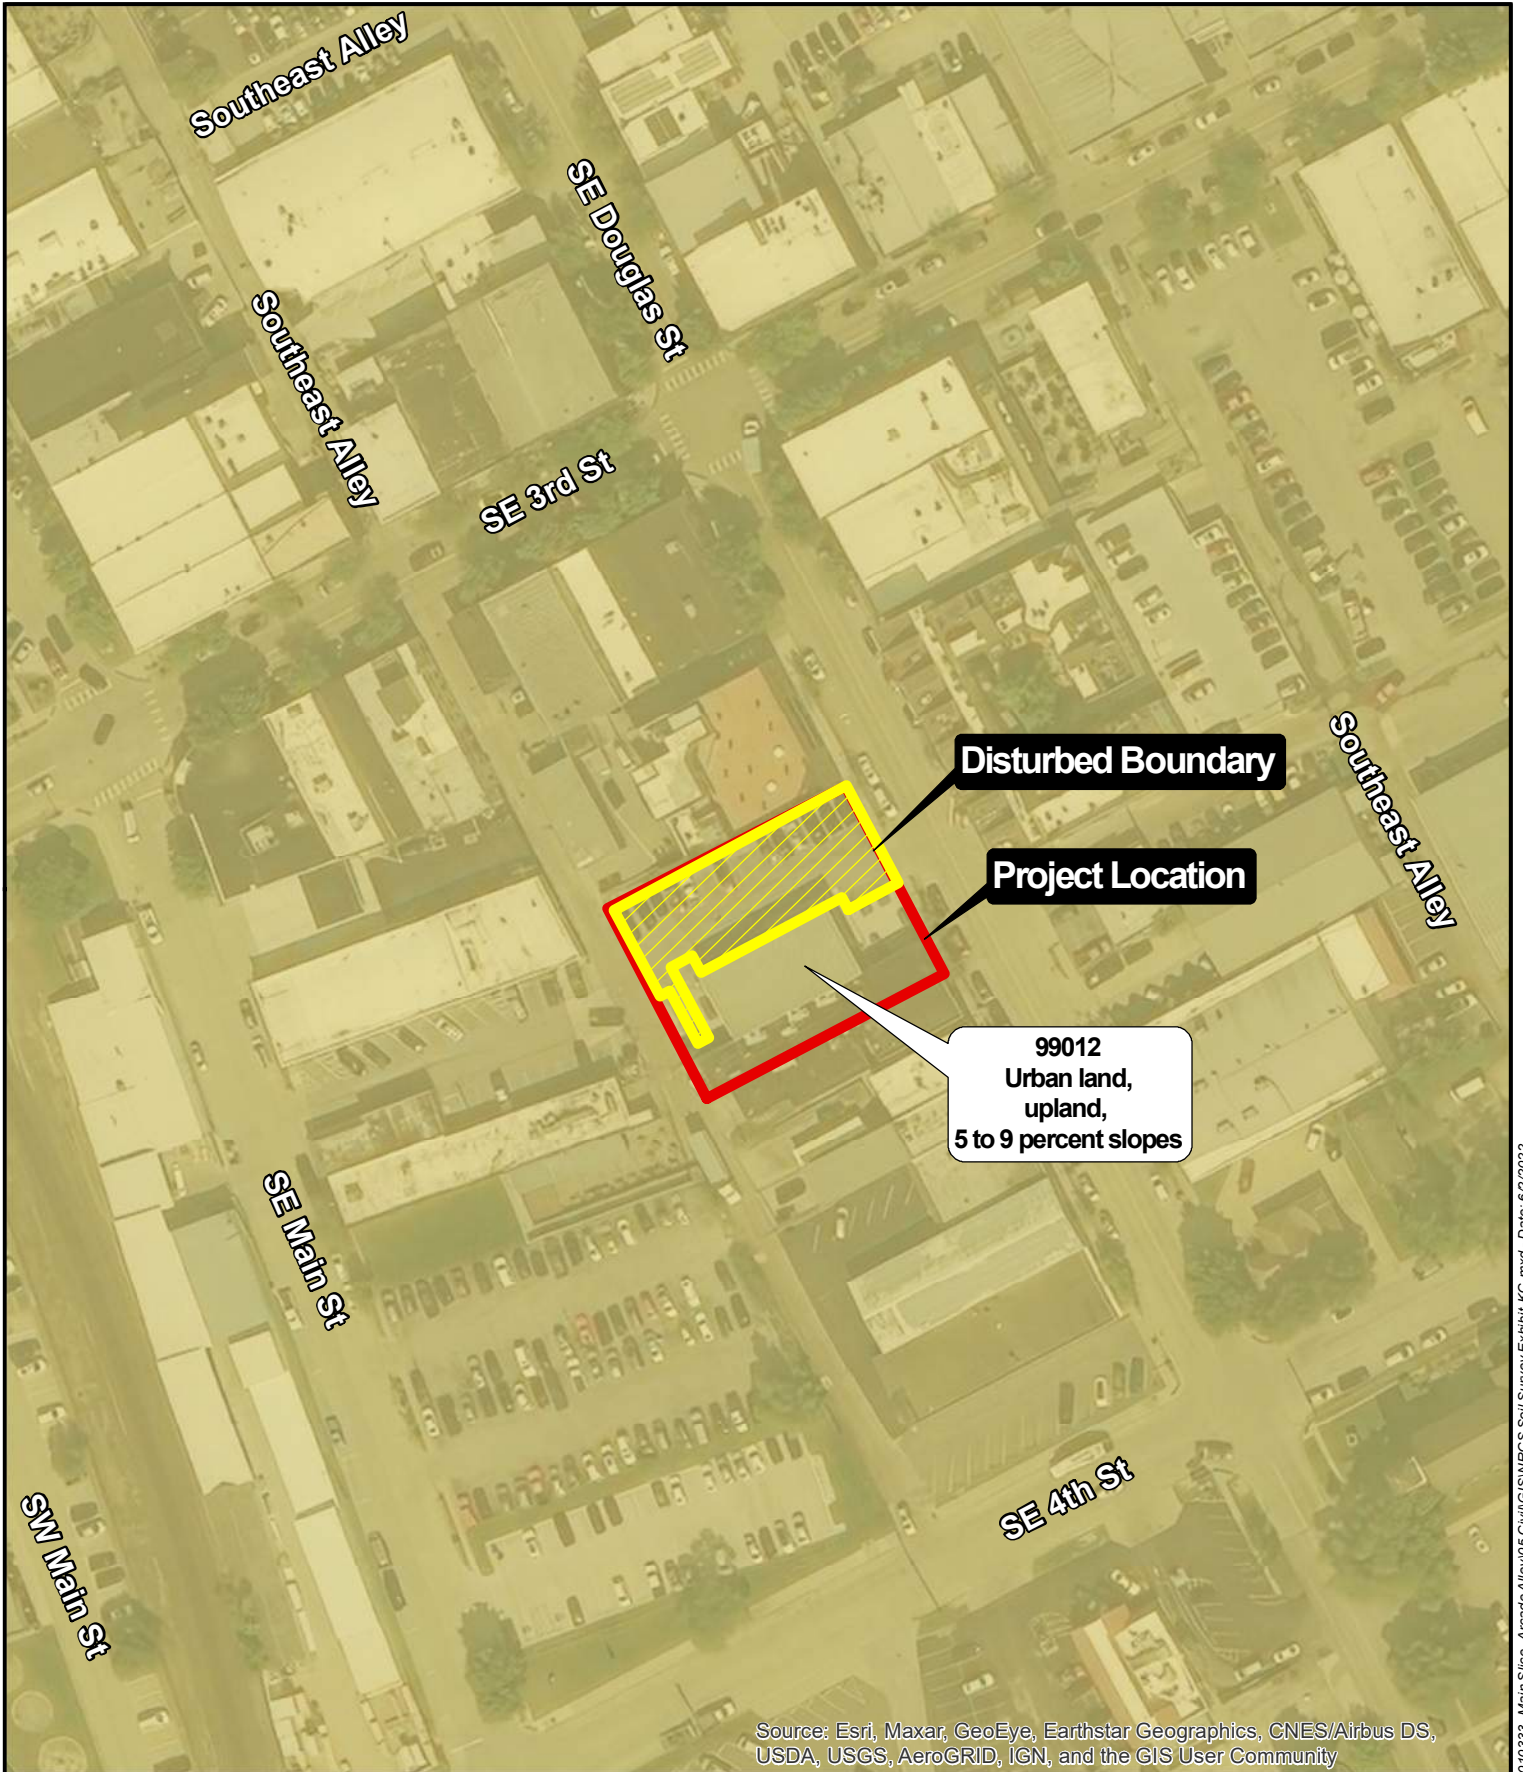 Southeast Alley
SE Douglas St
Southeast Alley
SE 3rd St
Disturbed Boundary
Southeast Alley
Project Location
99012
Urban land,
upland,
5 to 9 percent slopes
SE Main St
SE 4th St
SW Main St
Source: Esri, Maxar, GeoEye, Earthstar Geographics, CNES/Airbus DS,
USDA, USGS, AeroGRID, IGN, and the GIS User Community